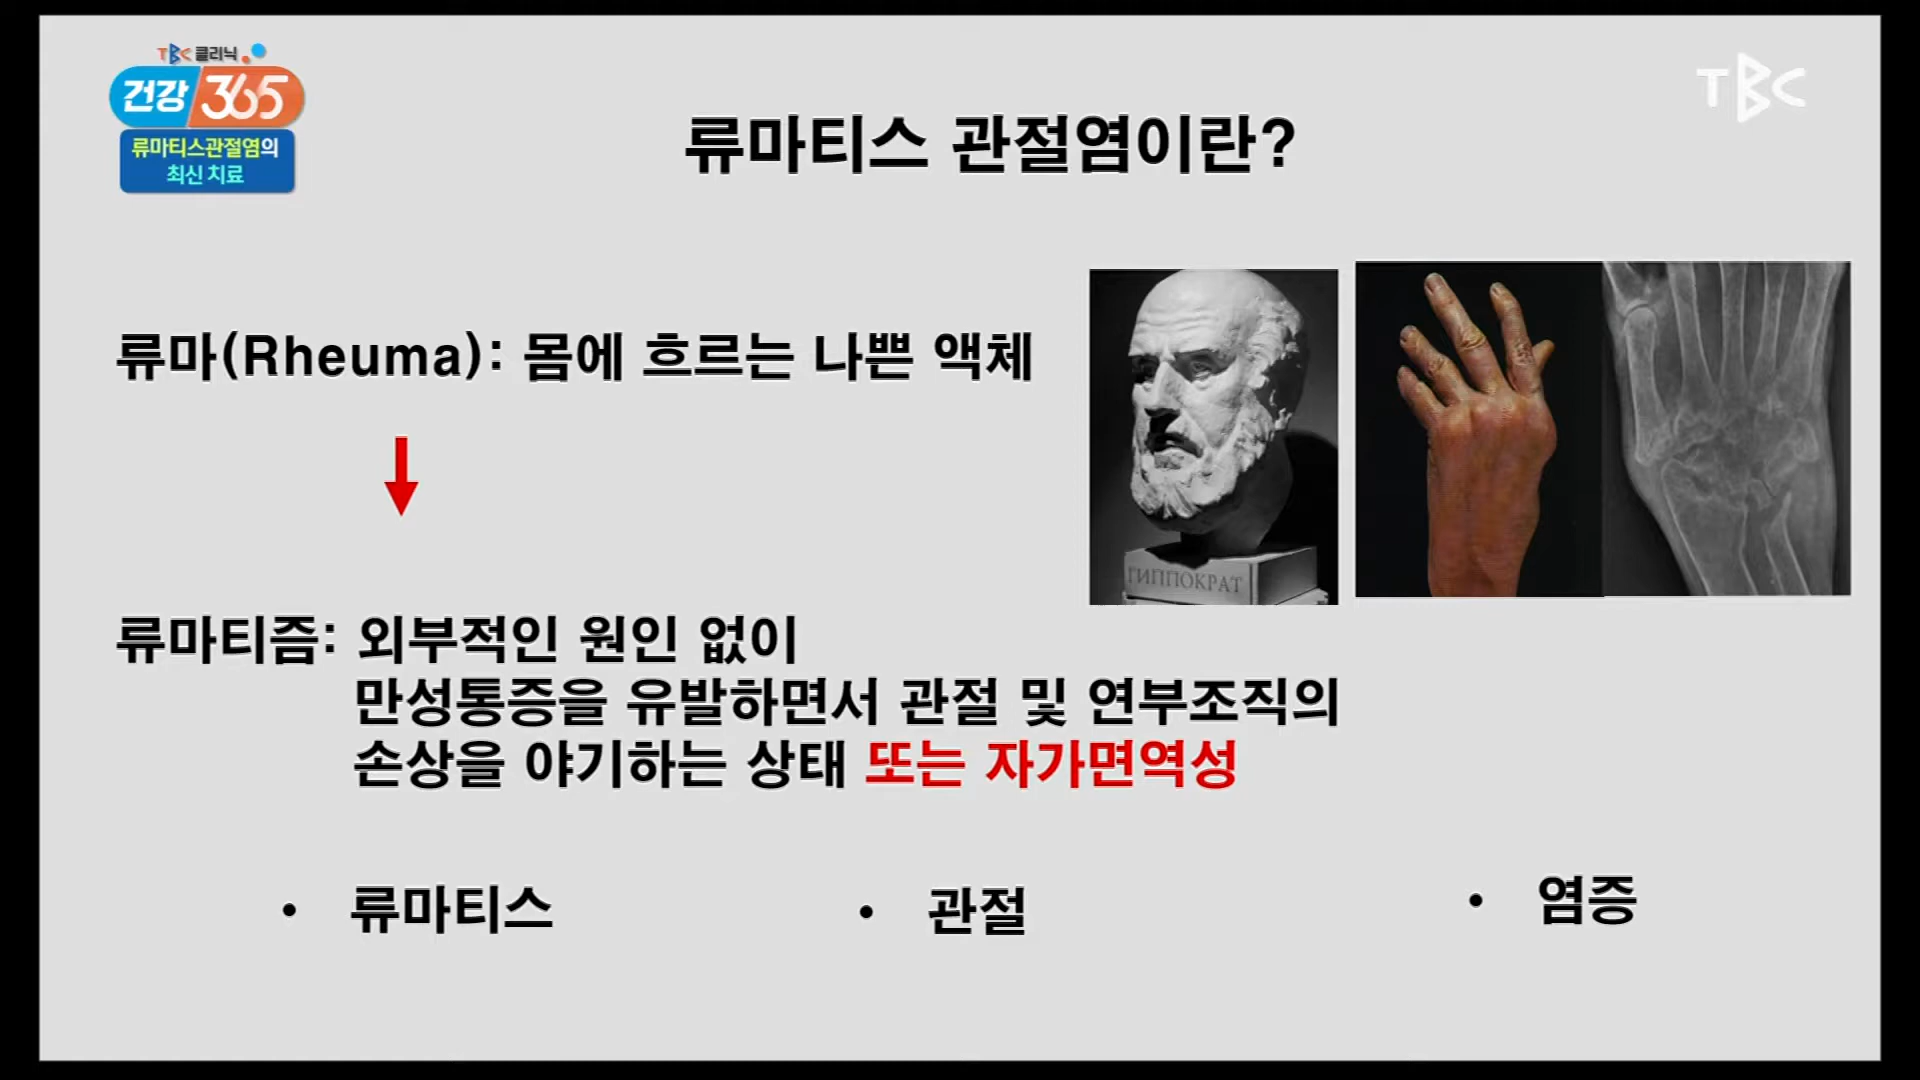 TBC 클리닉
건강 365
류마티스관절염의
최신 치료
TBC
류마티스 관절염이란?
류마(Rheuma): 몸에 흐르는 나쁜 액체
ГИППОКРАТ
류마티즘: 외부적인 원인 없이
만성통증을 유발하면서 관절 및 연부조직의
손상을 야기하는 상태 또는 자가면역성
• 류마티스
• 관절
• 염증